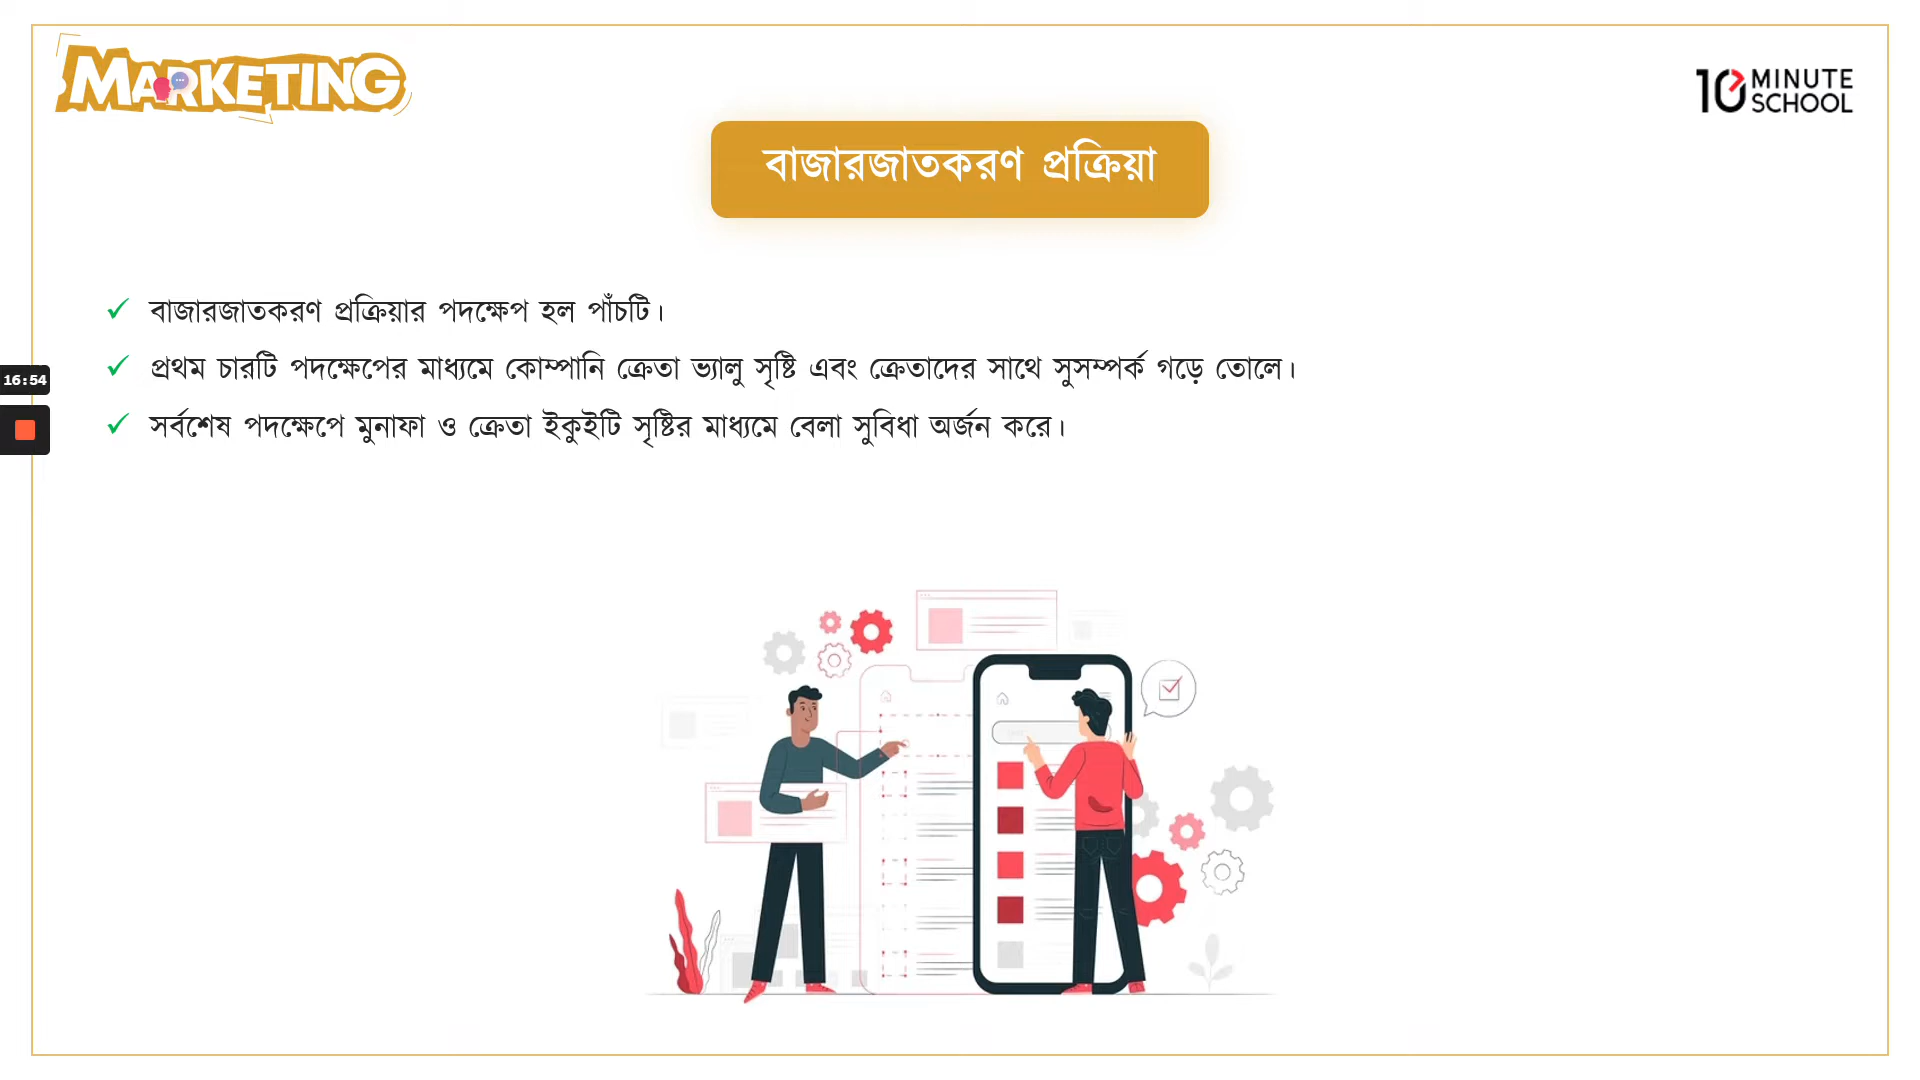 MARKETING
10 MINUTE
SCHOOL
বাজারজাতকরণ প্রক্রিয়া
বাজারজাতকরণ প্রক্রিয়ার পদক্ষেপ হল পাঁচটি।
প্রথম চারটি পদক্ষেপের মাধ্যমে কোম্পানি ক্রেতা ভ্যালু সৃষ্টি এবং ক্রেতাদের সাথে সুসম্পর্ক গড়ে তোলে।
16:54
সর্বশেষ পদক্ষেপে মুনাফা ও ক্রেতা ইকুইটি সৃষ্টির মাধ্যমে বেলা সুবিধা অর্জন করে।